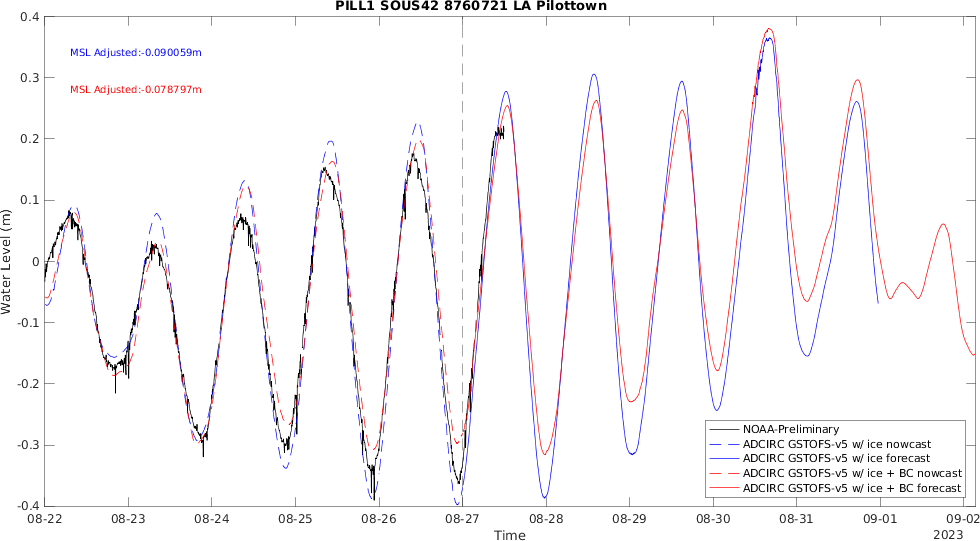 PILL1 SOUS42 8760721 LA Pilottown
MSL Adjusted:-0.090059m
MSL Adjusted:-0.078797m
Water Level (m)
0.4
0.3
0.2
0.1
0
-0.1
-0.2
-0.3
-0.4
NOAA-Preliminary
ADCIRC GSTOFS-v5 w/ ice nowcast
ADCIRC GSTOFS-v5 w/ ice forecast
ADCIRC GSTOFS-v5 w/ ice + BC nowcast
ADCIRC GSTOFS-v5 w/ ice + BC forecast
08-22 08-23 08-24 08-25 08-26 08-27 08-28 08-29 08-30 08-31 09-01 09-02
Time
2023